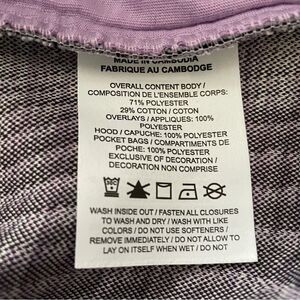 MADE IN CAMBODIA
FABRIQUE AU CAMBODGE
OVERALL CONTENT BODY /
COMPOSITION DE L'ENSEMBLE CORPS:
71% POLYESTER
29% COTTON / COTON
OVERLAYS / APPLIQUES: 100%
POLYESTER
HOOD / CAPUCHE: 100% POLYESTER
POCKET BAGS / COMPARTIMENTS DE
POCHE: 100% POLYESTER
EXCLUSIVE OF DECORATION /
DECORATION NON COMPRISE
WASH INSIDE OUT / FASTEN ALL CLOSURES
TO WASH AND DRY / WASH WITH LIKE
COLORS / DO NOT USE SOFTENERS /
REMOVE IMMEDIATELY / DO NOT ALLOW TO
LAY ON ITSELF WHEN WET / DO NOT